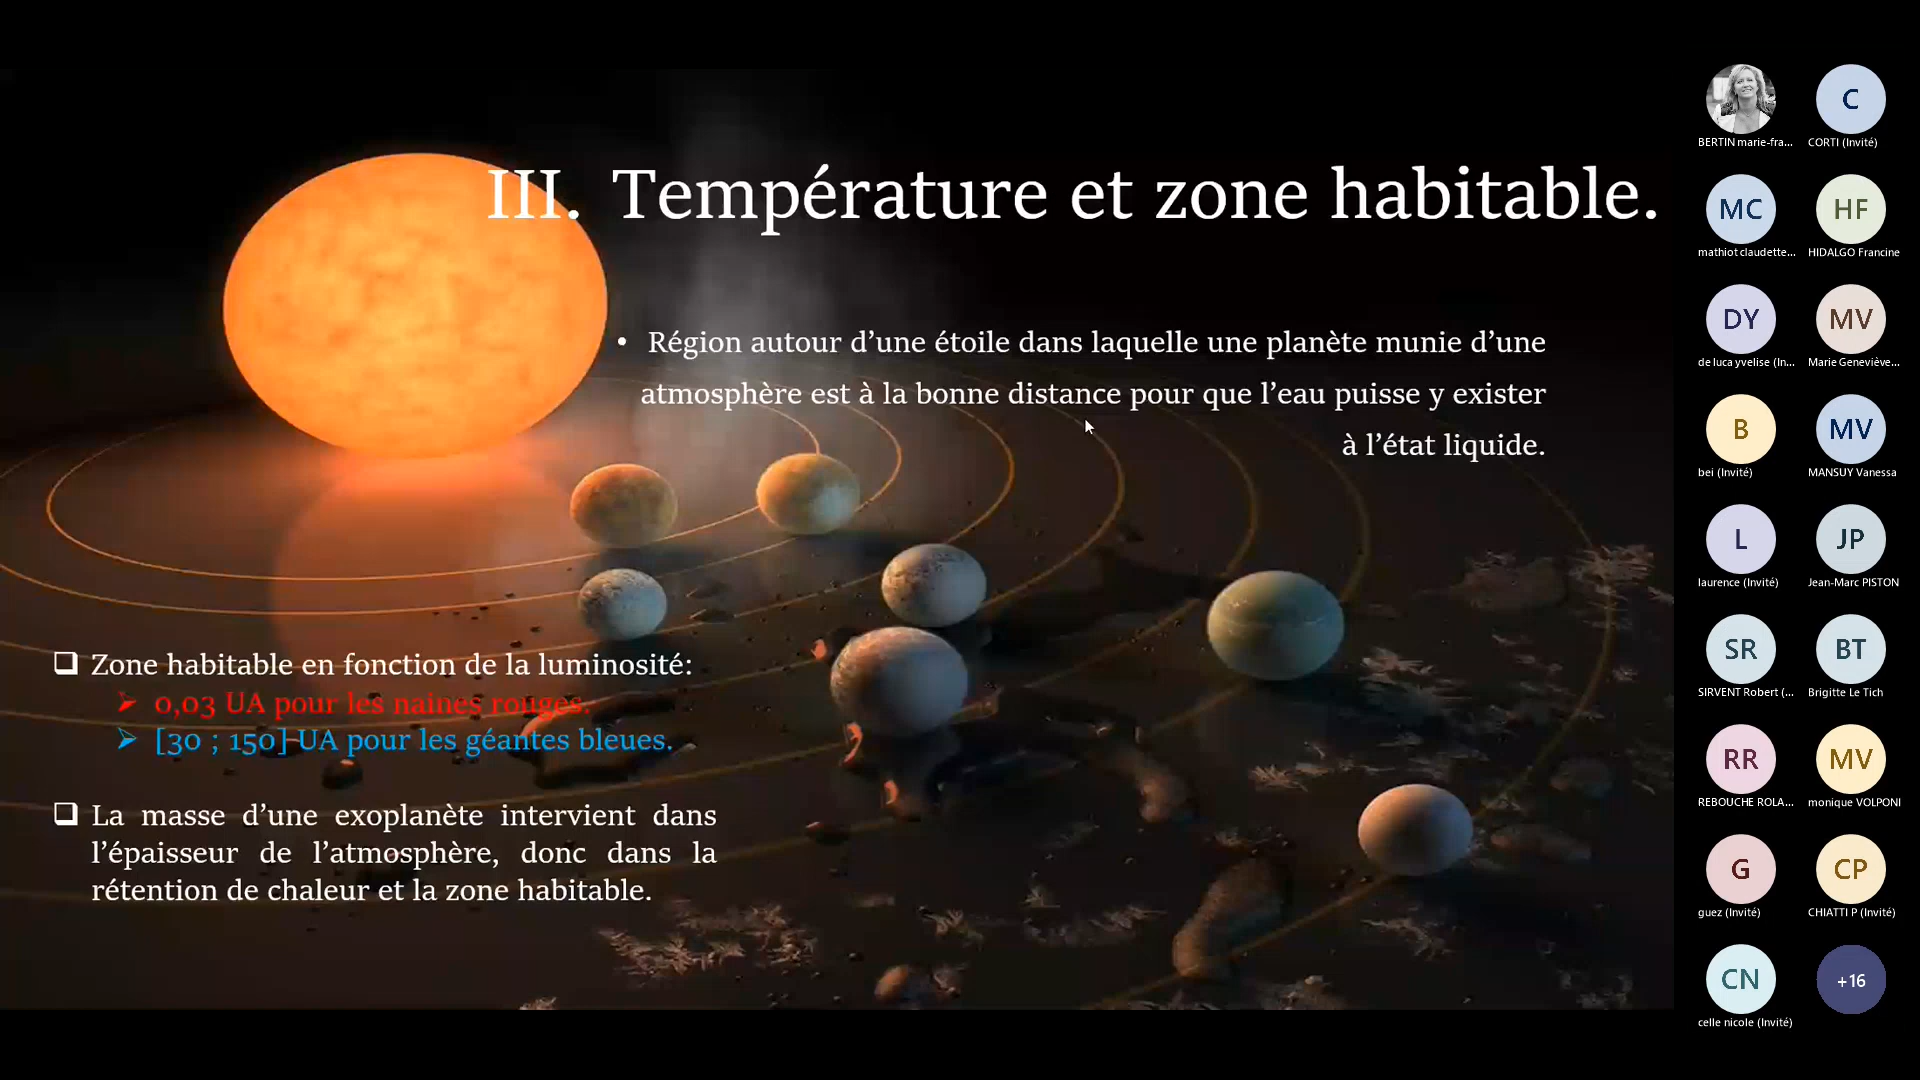 III. Température et zone habitable.
• Région autour d’une étoile dans laquelle une planète munie d’une
atmosphère est à la bonne distance pour que l’eau puisse y exister
à l’état liquide.
❑ Zone habitable en fonction de la luminosité:
➢ 0,03 UA pour les naines rouges.
➢ [30 ; 150] UA pour les géantes bleues.
❑ La masse d’une exoplanète intervient dans
l’épaisseur de l’atmosphère, donc dans la
rétention de chaleur et la zone habitable.
BERTIN marie-fra...
C
CORTI (Invité)
MC
mathiot claudette...
HF
HIDALGO Francine
DY
de luca yvelise (In...
MV
Marie Geneviève...
B
bei (Invité)
MV
MANSUY Vanessa
L
laurence (Invité)
JP
Jean-Marc PISTON
SR
SIRVENT Robert (...
BT
Brigitte Le Tich
RR
REBOUCHE ROLA...
MV
monique VOLPONI
G
guez (Invité)
CP
CHIATTI P (Invité)
CN
celle nicole (Invité)
+16